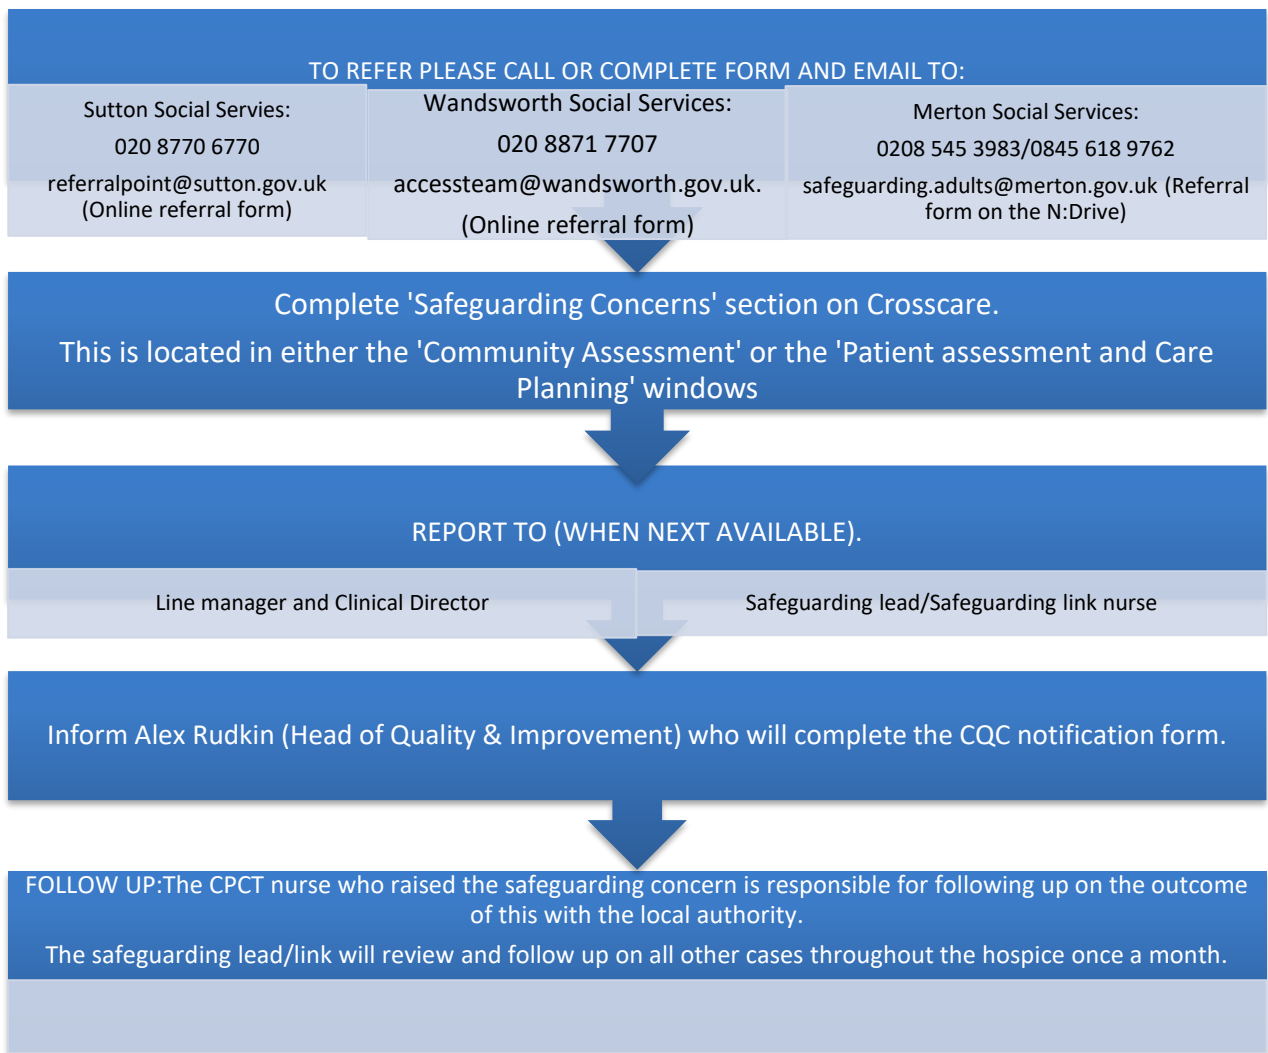 TO REFER PLEASE CALL OR COMPLETE FORM AND EMAIL TO:
Sutton Social Servies:
020 8770 6770
referralpoint@sutton.gov.uk
(Online referral form)
Wandsworth Social Services:
020 8871 7707
accessteam@wandsworth.gov.uk.
(Online referral form)
Merton Social Services:
0208 545 3983/0845 618 9762
safeguarding.adults@merton.gov.uk (Referral
form on the N:Drive)
Complete 'Safeguarding Concerns' section on Crosscare.
This is located in either the 'Community Assessment' or the 'Patient assessment and Care
Planning' windows
REPORT TO (WHEN NEXT AVAILABLE).
Line manager and Clinical Director
Safeguarding lead/Safeguarding link nurse
Inform Alex Rudkin (Head of Quality & Improvement) who will complete the CQC notification form.
FOLLOW UP:The CPCT nurse who raised the safeguarding concern is responsible for following up on the outcome
of this with the local authority.
The safeguarding lead/link will review and follow up on all other cases throughout the hospice once a month.